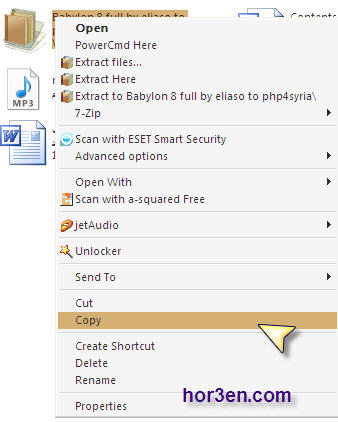 Babylon 8 full by eliaso to
Contents
MP3
Open
PowerCmd Here
Extract files...
Extract Here
Extract to Babylon 8 full by eliaso to php4syria\
7-Zip
Scan with ESET Smart Security
Advanced options
Open With
Scan with a-squared Free
jetAudio
Unlocker
Send To
Cut
Copy
Create Shortcut
Delete
Rename
Properties
hor3en.com